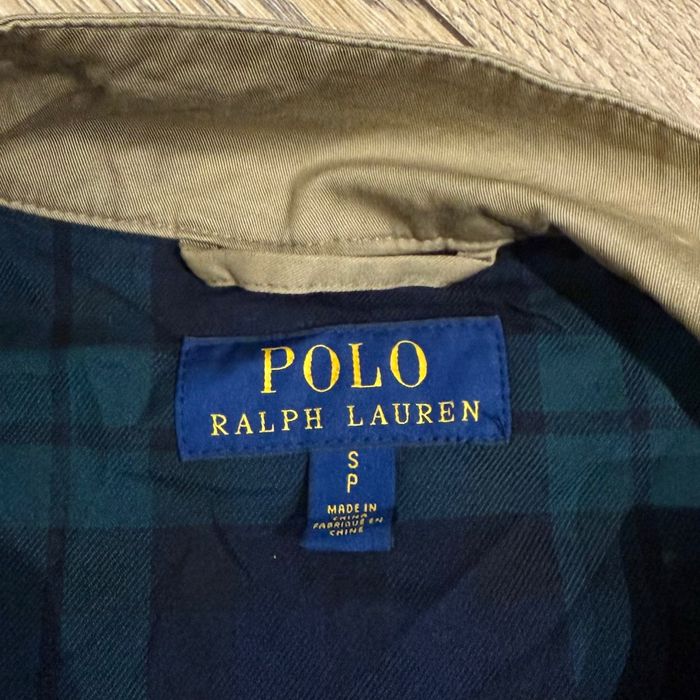 POLO
RALPH LAUREN
S
P
MADE IN
CHINA
FABRIQUÉ EN
CHINE